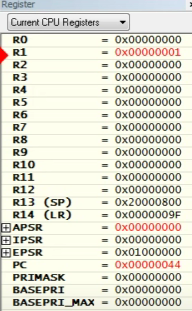 Register
Current CPU Registers
R0 = 0x00000000
R1 = 0x00000001
R2 = 0x00000000
R3 = 0x00000000
R4 = 0x00000000
R5 = 0x00000000
R6 = 0x00000000
R7 = 0x00000000
R8 = 0x00000000
R9 = 0x00000000
R10 = 0x00000000
R11 = 0x00000000
R12 = 0x00000000
R13 (SP) = 0x20000800
R14 (LR) = 0x0000009F
APSR = 0x00000000
IPSR = 0x00000000
EPSR = 0x01000000
PC = 0x00000044
PRIMASK = 0x00000000
BASEPRI = 0x00000000
BASEPRI_MAX = 0x00000000